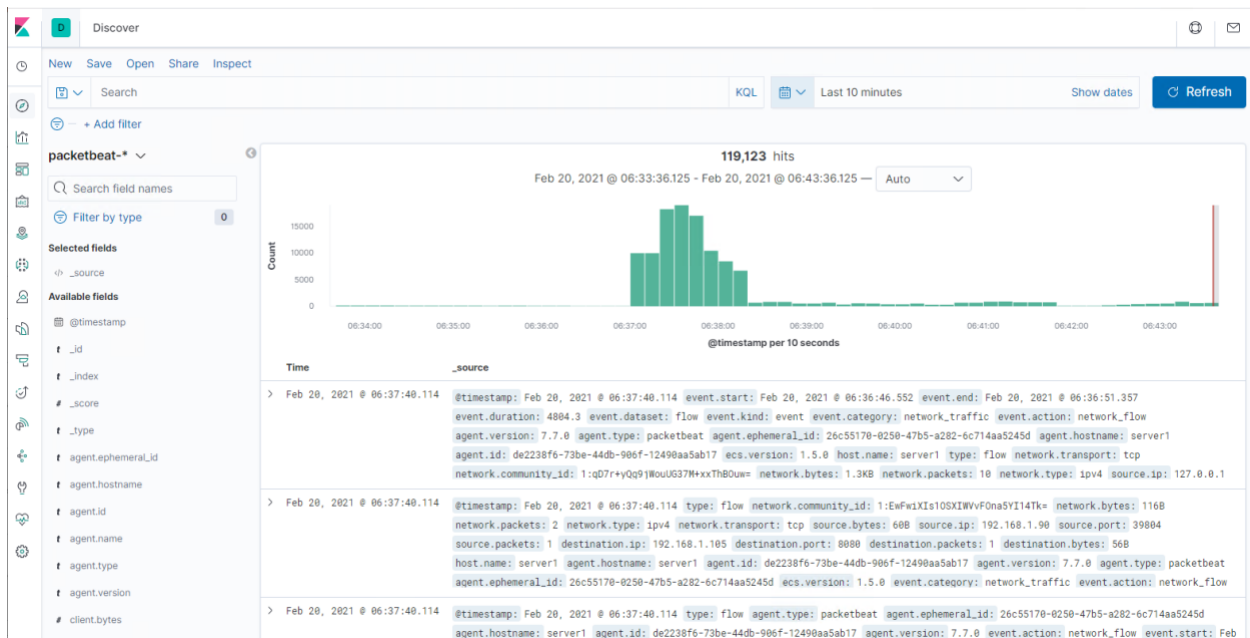 D Discover
New Save Open Share Inspect
Search KQL Last 10 minutes Show dates Refresh
+ Add filter
packetbeat-*
119,123 hits
Feb 20, 2021 @ 06:33:36.125 - Feb 20, 2021 @ 06:43:36.125 — Auto
Search field names
Filter by type 0
Selected fields
</> _source
Available fields
@timestamp
t _id
t _index
# _score
t _type
t agent.ephemeral_id
t agent.hostname
t agent.id
t agent.name
t agent.type
t agent.version
# client.bytes
Count
15000
10000
5000
0
06:34:00 06:35:00 06:36:00 06:37:00 06:38:00 06:39:00 06:40:00 06:41:00 06:42:00 06:43:00
@timestamp per 10 seconds
Time _source
Feb 20, 2021 @ 06:37:40.114 @timestamp: Feb 20, 2021 @ 06:37:40.114 event.start: Feb 20, 2021 @ 06:36:46.552 event.end: Feb 20, 2021 @ 06:36:51.357
event.duration: 4804.3 event.dataset: flow event.kind: event event.category: network_traffic event.action: network_flow
agent.version: 7.7.0 agent.type: packetbeat agent.ephemeral_id: 26c55170-0250-47b5-a282-6c714aa5245d agent.hostname: server1
agent.id: de2238f6-73be-44db-906f-12490aa5ab17 ecs.version: 1.5.0 host.name: server1 type: flow network.transport: tcp
network.community_id: 1:qD7r+yQq9jWouUG37M+xxThBOuw= network.bytes: 1.3KB network.packets: 10 network.type: ipv4 source.ip: 127.0.0.1
Feb 20, 2021 @ 06:37:40.114 @timestamp: Feb 20, 2021 @ 06:37:40.114 type: flow network.community_id: 1:EwFwiXIs1OSXIWVvFOna5YI14Tk= network.bytes: 116B
network.packets: 2 network.type: ipv4 network.transport: tcp source.bytes: 60B source.ip: 192.168.1.90 source.port: 39804
source.packets: 1 destination.ip: 192.168.1.105 destination.port: 8080 destination.packets: 1 destination.bytes: 56B
host.name: server1 agent.hostname: server1 agent.id: de2238f6-73be-44db-906f-12490aa5ab17 agent.version: 7.7.0 agent.type: packetbeat
agent.ephemeral_id: 26c55170-0250-47b5-a282-6c714aa5245d ecs.version: 1.5.0 event.category: network_traffic event.action: network_flow
Feb 20, 2021 @ 06:37:40.114 @timestamp: Feb 20, 2021 @ 06:37:40.114 type: flow agent.type: packetbeat agent.ephemeral_id: 26c55170-0250-47b5-a282-6c714aa5245d
agent.hostname: server1 agent.id: de2238f6-73be-44db-906f-12490aa5ab17 agent.version: 7.7.0 event.action: network_flow event.start: Feb